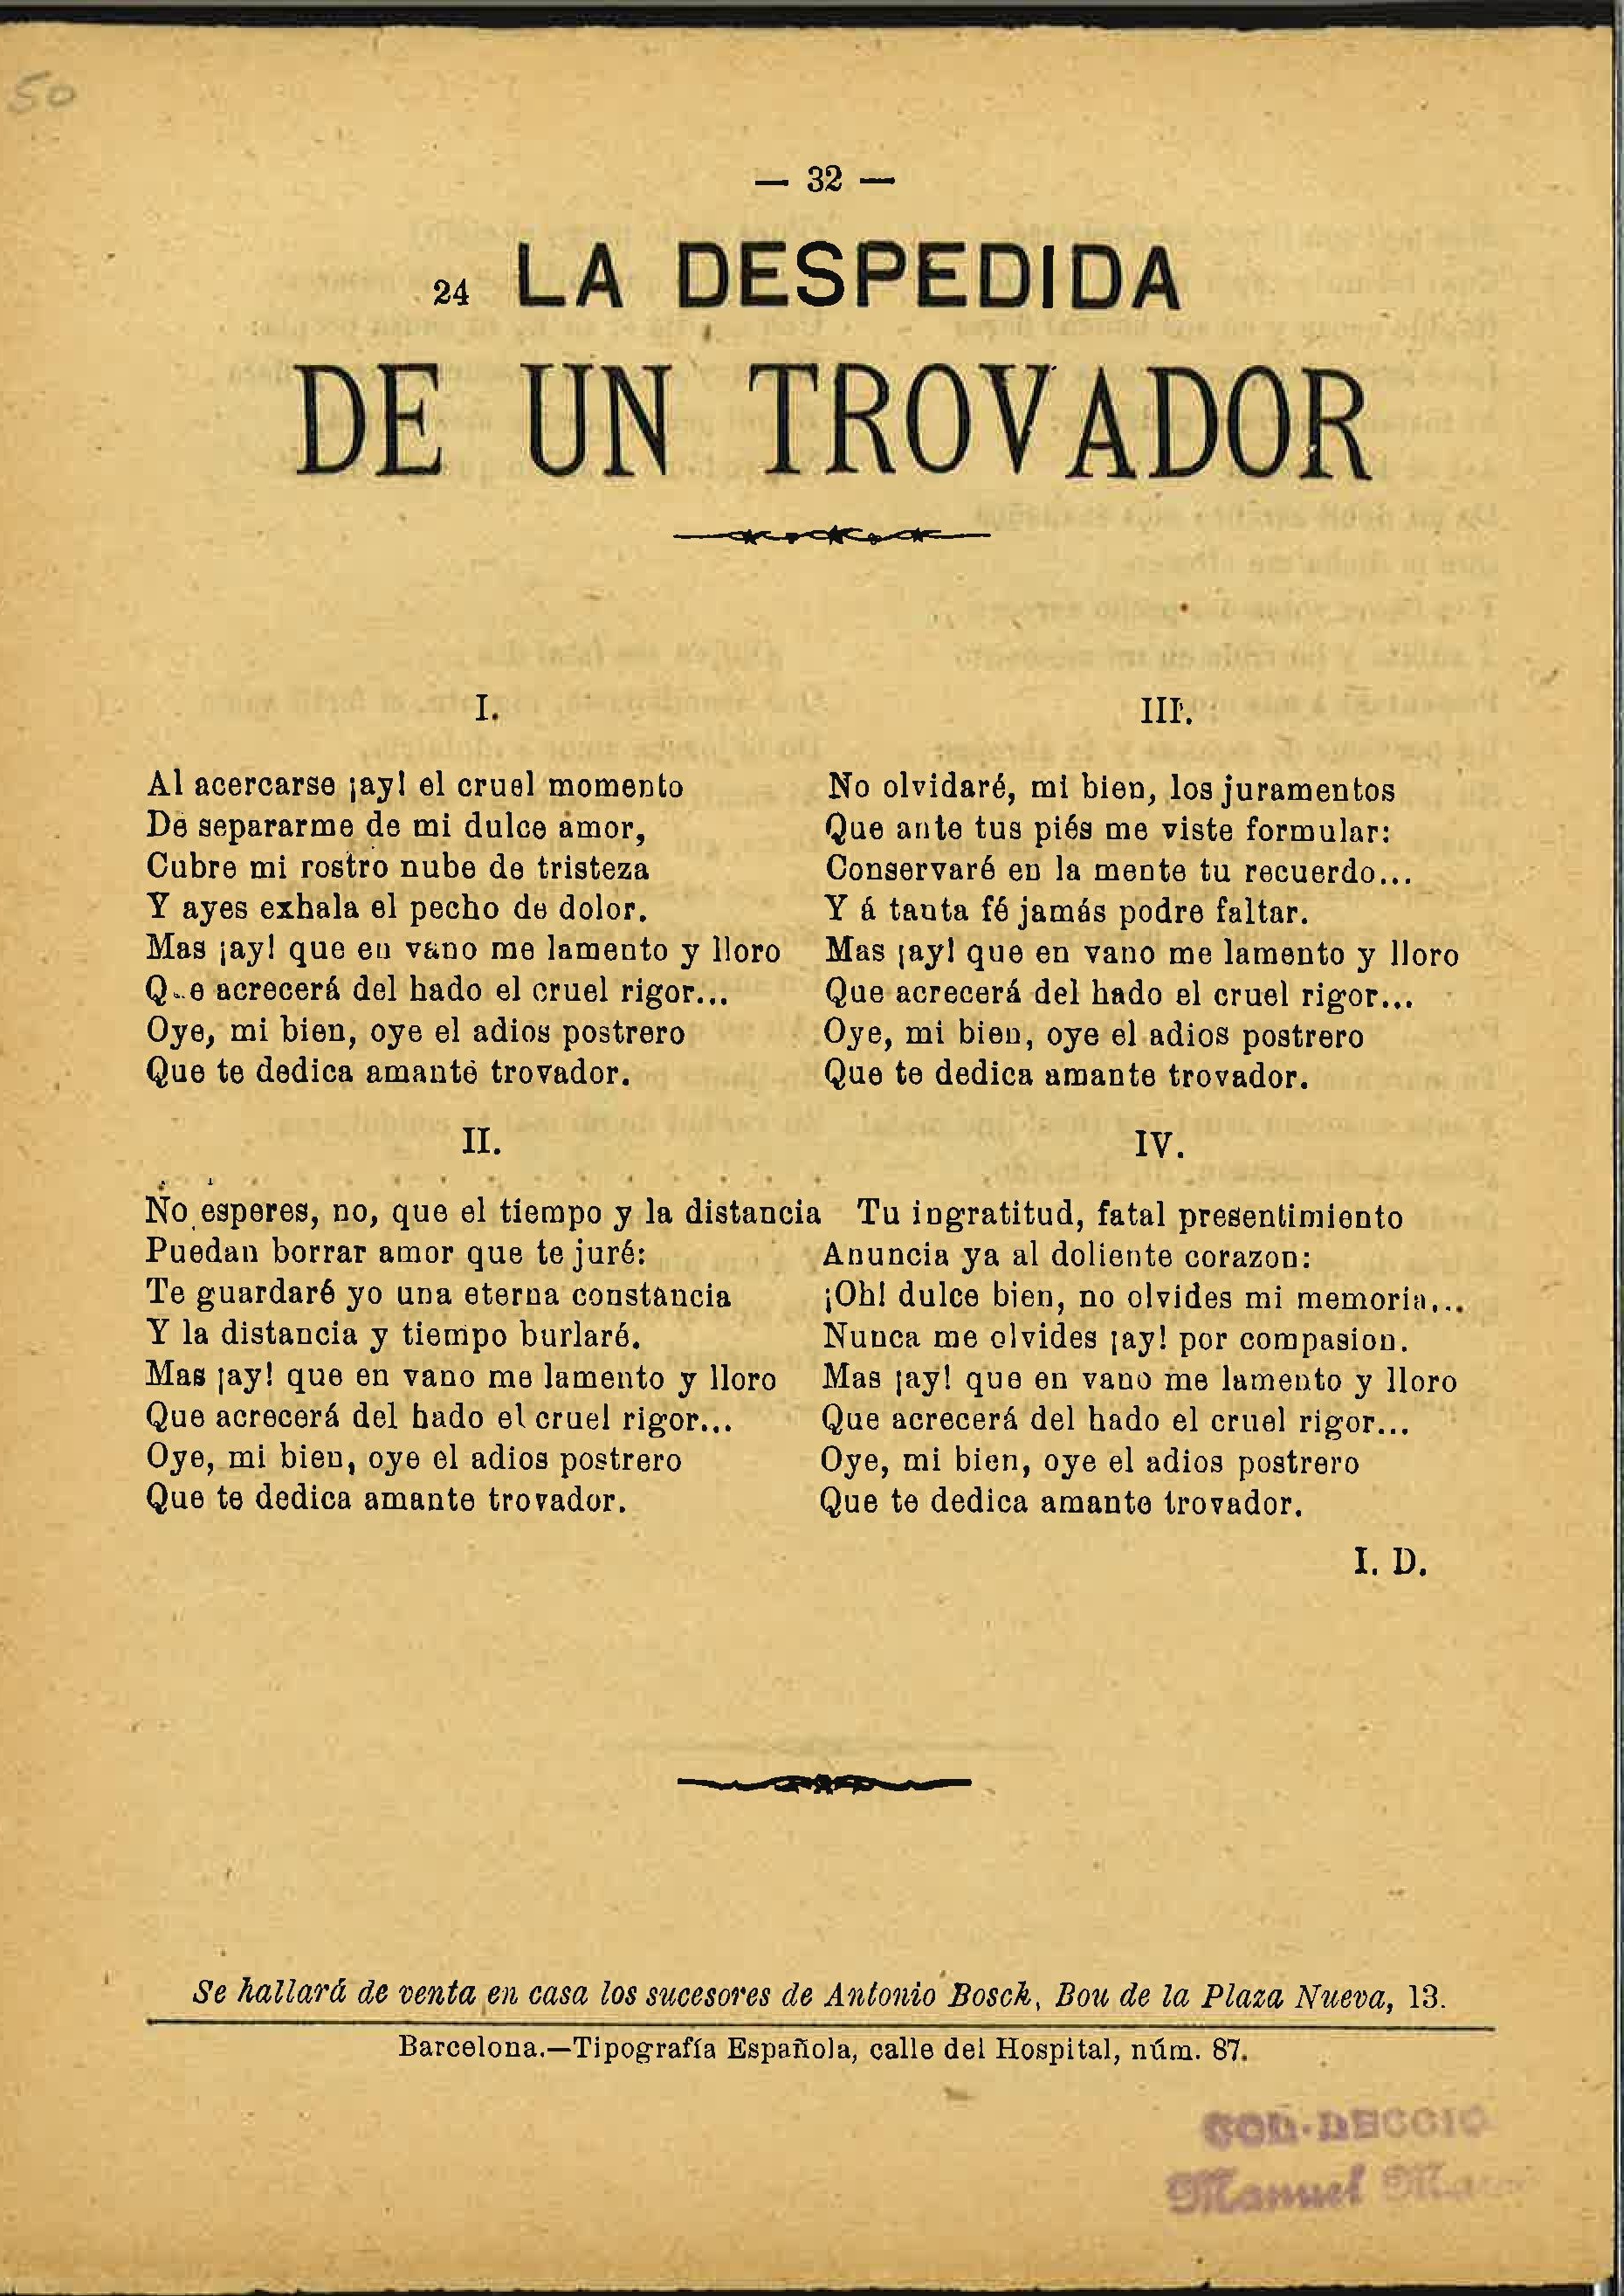 50
— 32 —
24 LA DESPEDIDA
DE UN TROVADOR
I.
Al acercarse ¡ay! el cruel momento
De separarme de mi dulce amor,
Cubre mi rostro nube de tristeza
Y ayes exhala el pecho de dolor.
Mas ¡ay! que en vano me lamento y lloro
Q e acrecerá del hado el cruel rigor...
Oye, mi bien, oye el adios postrero
Que te dedica amante trovador.
II.
No esperes, no, que el tiempo y la distancia
Puedan borrar amor que te juré:
Te guardaré yo una eterna constancia
Y la distancia y tiempo burlaré.
Mas ¡ay! que en vano me lamento y lloro
Que acrecerá del hado el cruel rigor...
Oye, mi bien, oye el adios postrero
Que te dedica amante trovador.
III.
No olvidaré, mi bien, los juramentos
Que ante tus piés me viste formular:
Conservaré en la mente tu recuerdo...
Y á tanta fé jamás podre faltar.
Mas ¡ay! que en vano me lamento y lloro
Que acrecerá del hado el cruel rigor...
Oye, mi bien, oye el adios postrero
Que te dedica amante trovador.
IV.
Tu ingratitud, fatal presentimiento
Anuncia ya al doliente corazon:
¡Oh! dulce bien, no olvides mi memoria...
Nunca me olvides ¡ay! por compasion.
Mas ¡ay! que en vano me lamento y lloro
Que acrecerá del hado el cruel rigor...
Oye, mi bien, oye el adios postrero
Que te dedica amante trovador.
I. D.
Se hallará de venta en casa los sucesores de Antonio Bosch, Bou de la Plaza Nueva, 13.
Barcelona.—Tipografía Española, calle del Hospital, núm. 87.
Manuel